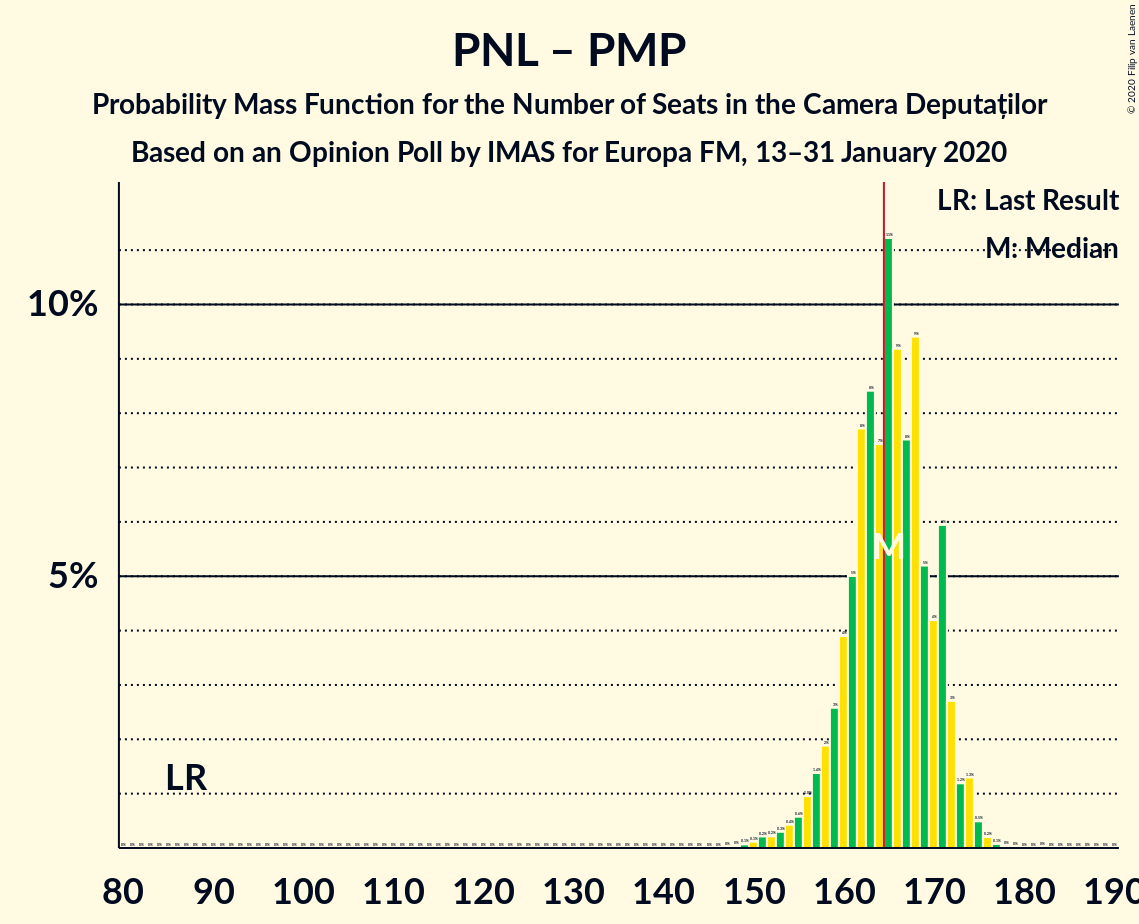 PNL – PMP
Probability Mass Function for the Number of Seats in the Camera Deputaților
Based on an Opinion Poll by IMAS for Europa FM, 13–31 January 2020
© 2020 Filip van Laenen
LR: Last Result
M: Median
10%
5%
M
LR
80 90 100 110 120 130 140 150 160 170 180 190